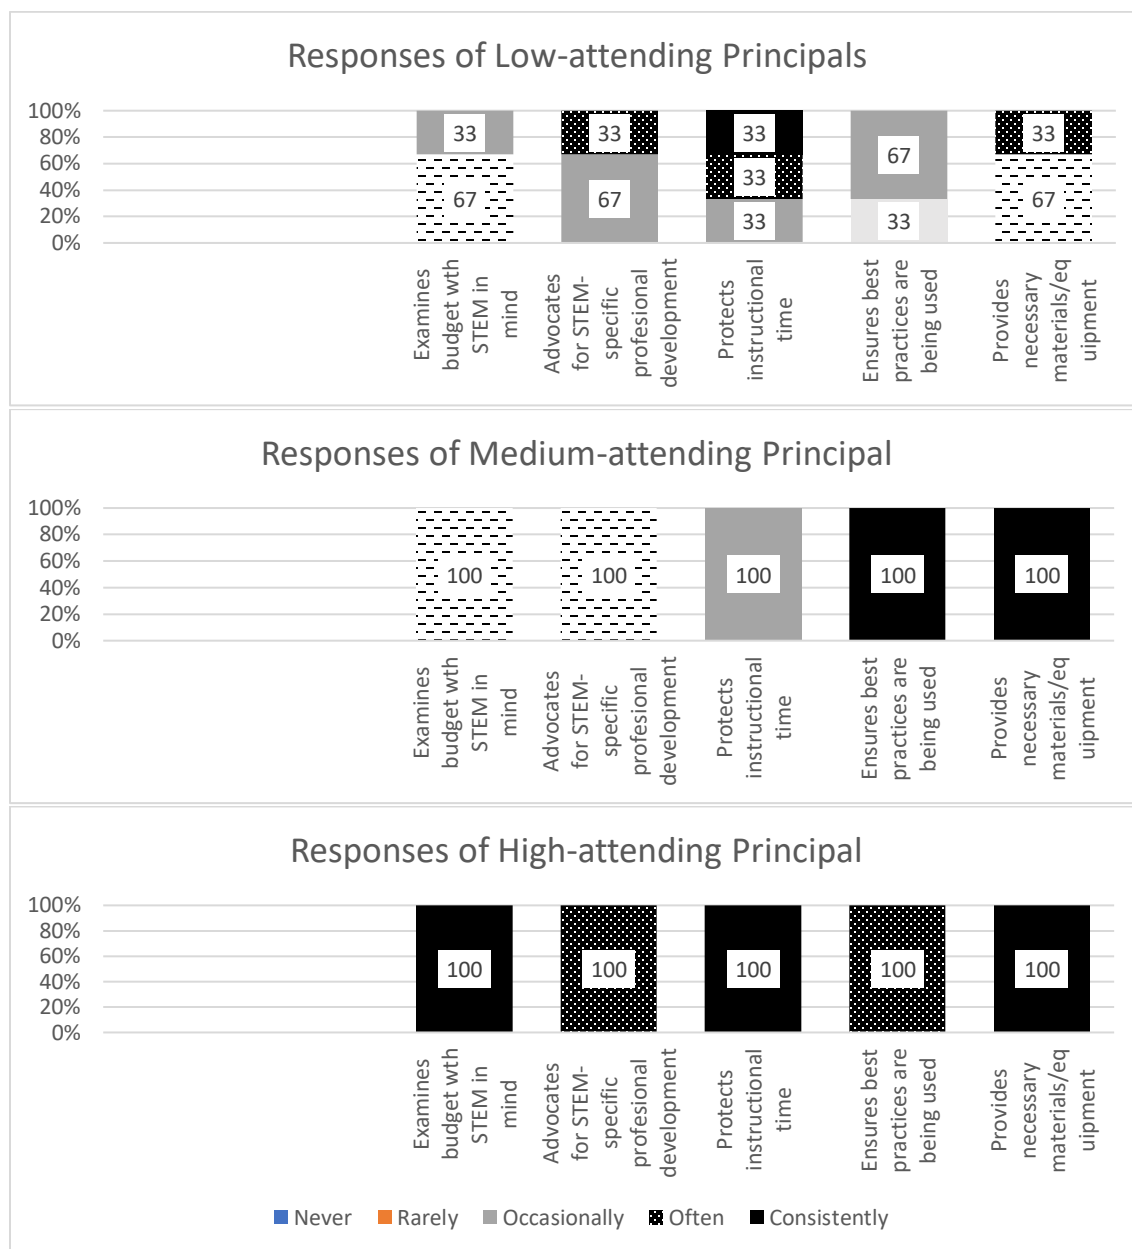 Responses of Low-attending Principals
100%
80%
60%
40%
20%
0%
33
67
33
67
33
33
33
67
33
33
67
Examines
budget wth
STEM in
mind
Advocates
for STEM-
specific
profesional
development
Protects
instructional
time
Ensures best
practices are
being used
Provides
necessary
materials/eq
uipment
Responses of Medium-attending Principal
100%
80%
60%
40%
20%
0%
100
100
100
100
100
Examines
budget wth
STEM in
mind
Advocates
for STEM-
specific
profesional
development
Protects
instructional
time
Ensures best
practices are
being used
Provides
necessary
materials/eq
uipment
Responses of High-attending Principal
100%
80%
60%
40%
20%
0%
100
100
100
100
100
Examines
budget wth
STEM in
mind
Advocates
for STEM-
specific
profesional
development
Protects
instructional
time
Ensures best
practices are
being used
Provides
necessary
materials/eq
uipment
Never Rarely Occasionally Often Consistently